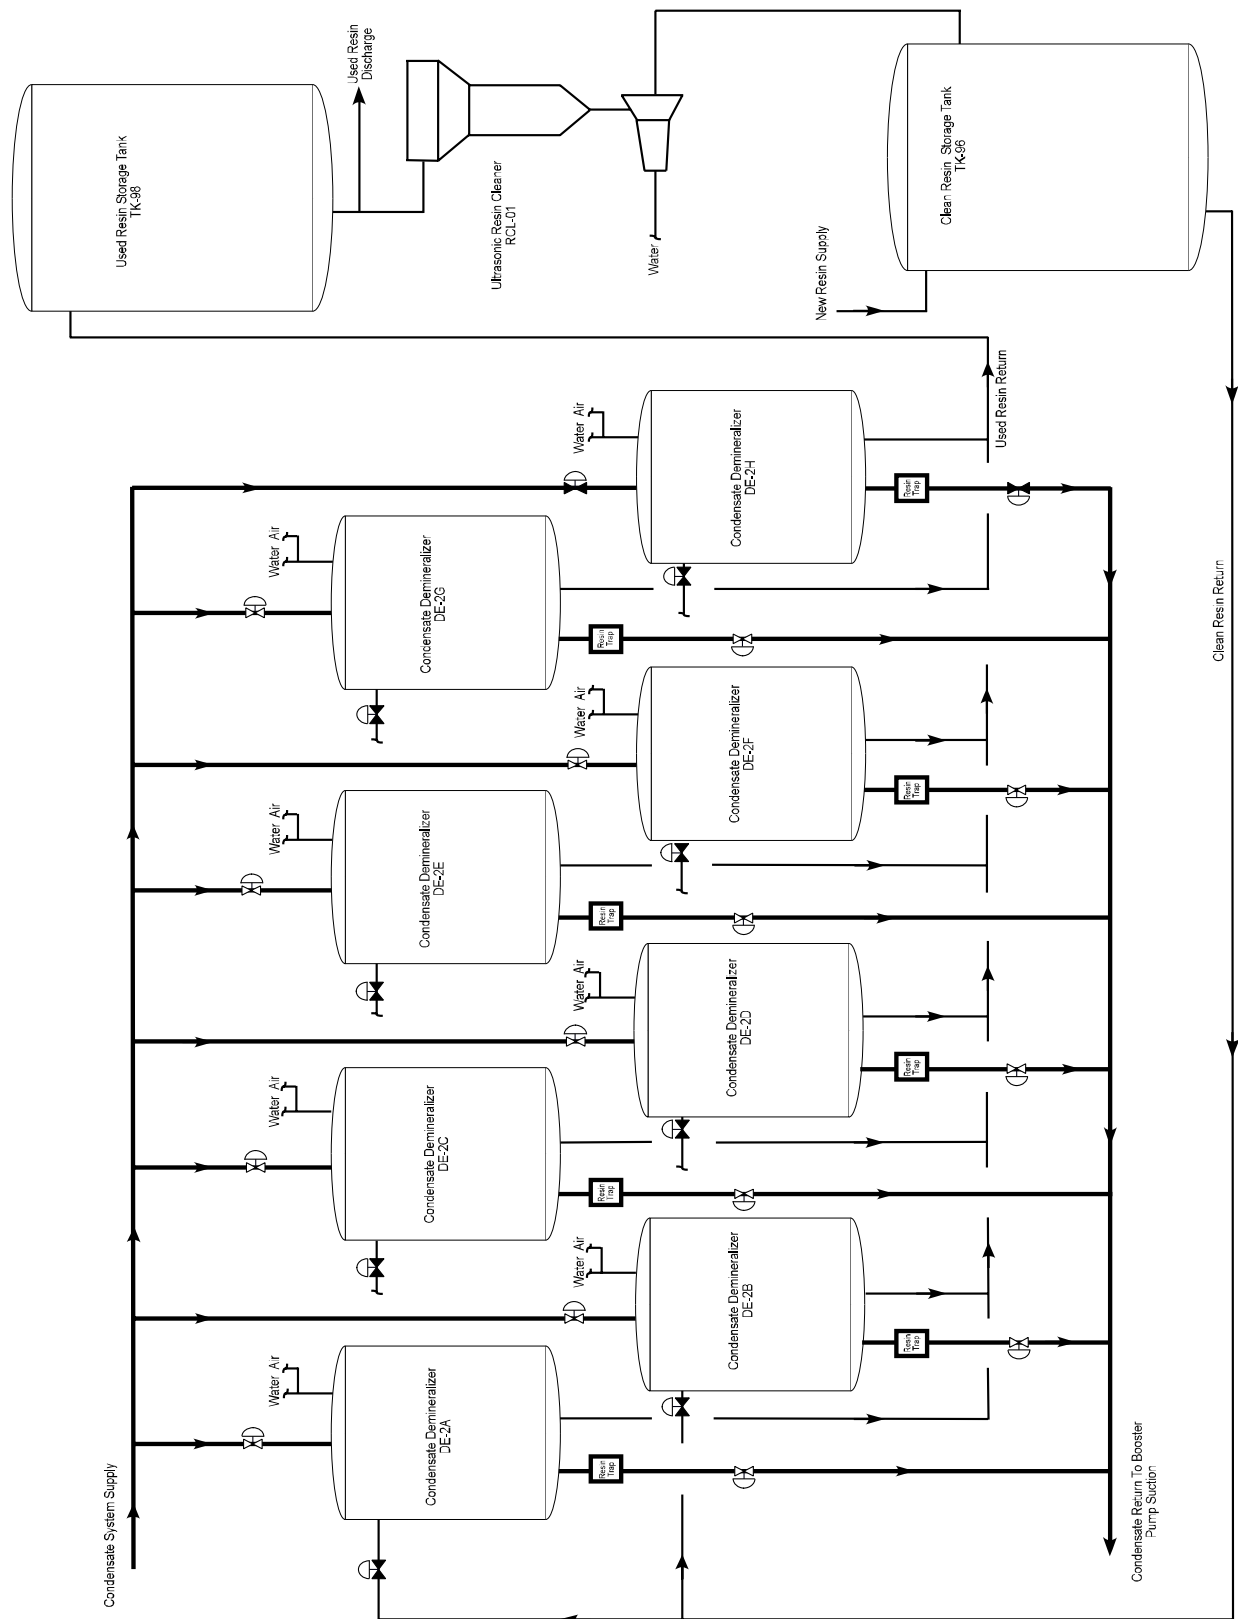 Used Resin Storage Tank
TK-98
Used Resin
Discharge
Ultrasonic Resin Cleaner
RCL-01
Water
Clean Resin Storage Tank
TK-96
New Resin Supply
Used Resin Return
Clean Resin Return
Condensate System Supply
Water Air
Condensate Demineralizer
DE-2A
Resin
Trap
Water Air
Condensate Demineralizer
DE-2C
Resin
Trap
Water Air
Condensate Demineralizer
DE-2E
Resin
Trap
Water Air
Condensate Demineralizer
DE-2G
Resin
Trap
Water Air
Condensate Demineralizer
DE-2B
Resin
Trap
Water Air
Condensate Demineralizer
DE-2D
Resin
Trap
Water Air
Condensate Demineralizer
DE-2F
Resin
Trap
Water Air
Condensate Demineralizer
DE-2H
Resin
Trap
Condensate Return To Booster
Pump Suction